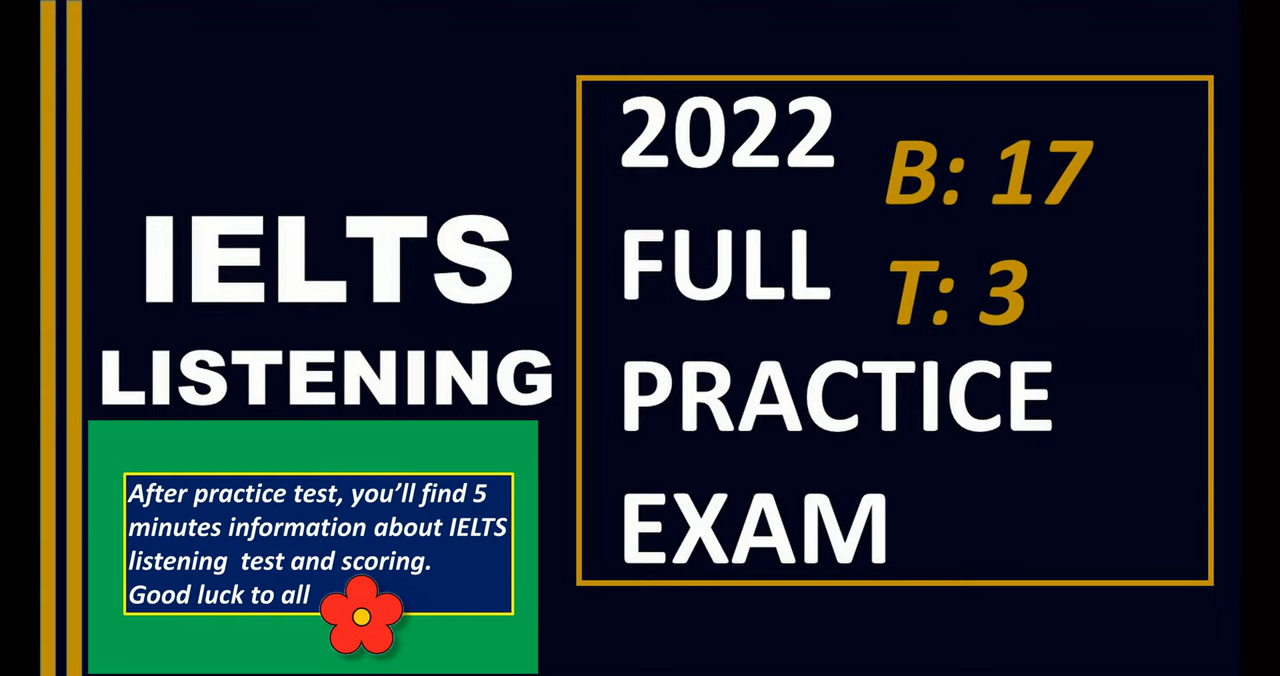 IELTS
LISTENING
After practice test, you'll find 5
minutes information about IELTS
listening test and scoring.
Good luck to all
2022
B: 17
FULL
T: 3
PRACTICE
EXAM